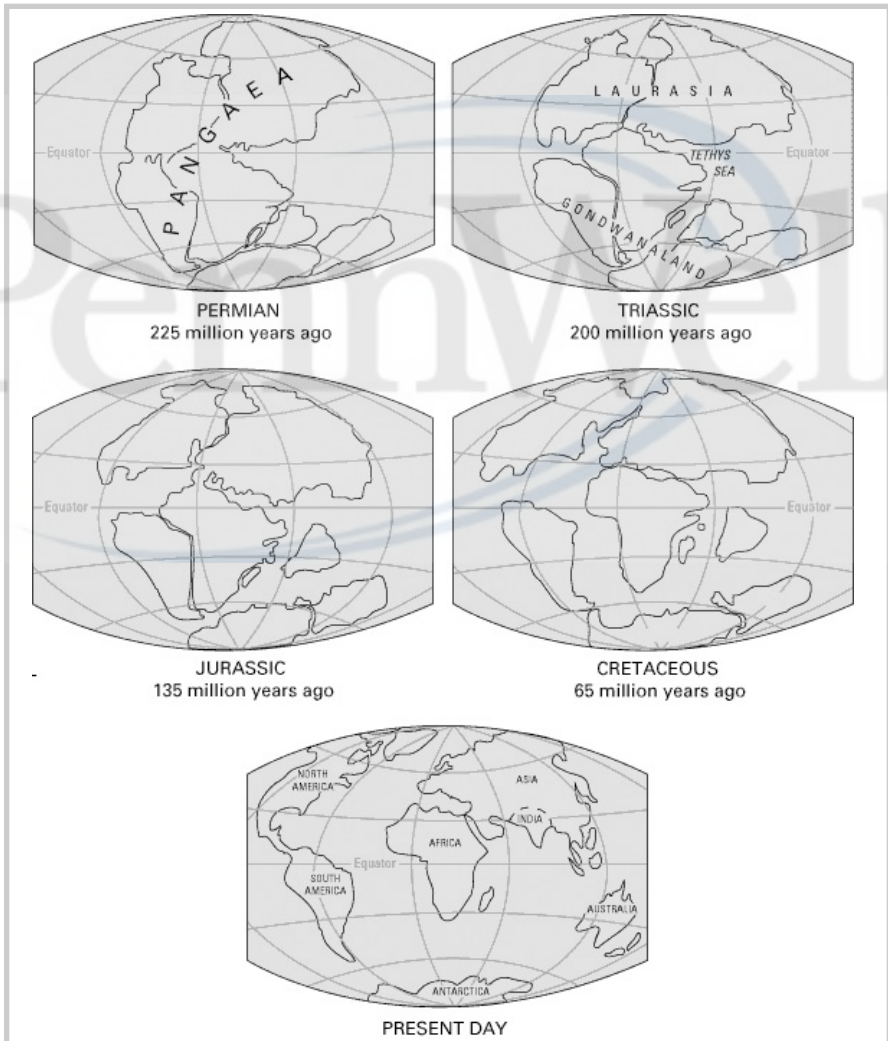 PANGAEA
Equator
PERMIAN
225 million years ago
LAURASIA
TETHYS
SEA
Equator
GONDWANALAND
TRIASSIC
200 million years ago
PennWell
Equator
JURASSIC
135 million years ago
Equator
CRETACEOUS
65 million years ago
NORTH
AMERICA
ASIA
INDIA
AFRICA
Equator
SOUTH
AMERICA
AUSTRALIA
ANTARCTICA
PRESENT DAY